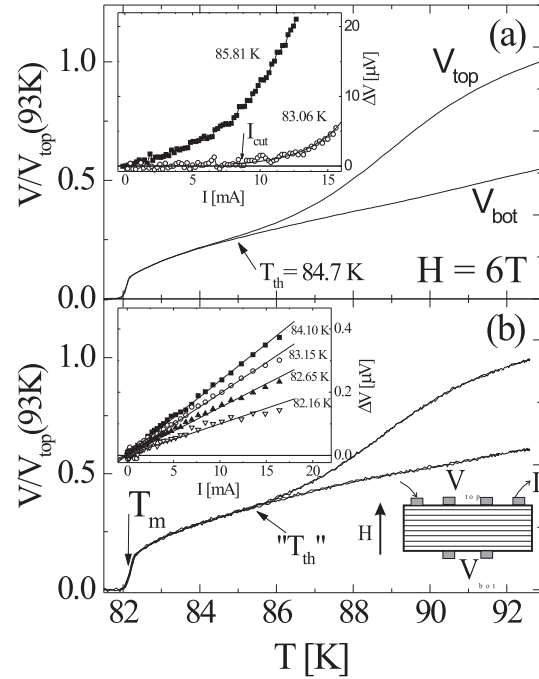 (a)
V/V_top(93K)
1.0
0.5
0.0
20
10
0
ΔV [μV]
85.81 K
83.06 K
I_cut
0 5 10 15
I [mA]
V_top
V_bot
T_th = 84.7 K
H = 6T
(b)
V/V_top(93K)
1.0
0.5
0.0
0.4
0.2
0.0
ΔV [μV]
84.10 K
83.15 K
82.65 K
82.16 K
0 5 10 15 20
I [mA]
T_m
"T_th"
V_top
I
H
V_bot
82 84 86 88 90 92
T [K]